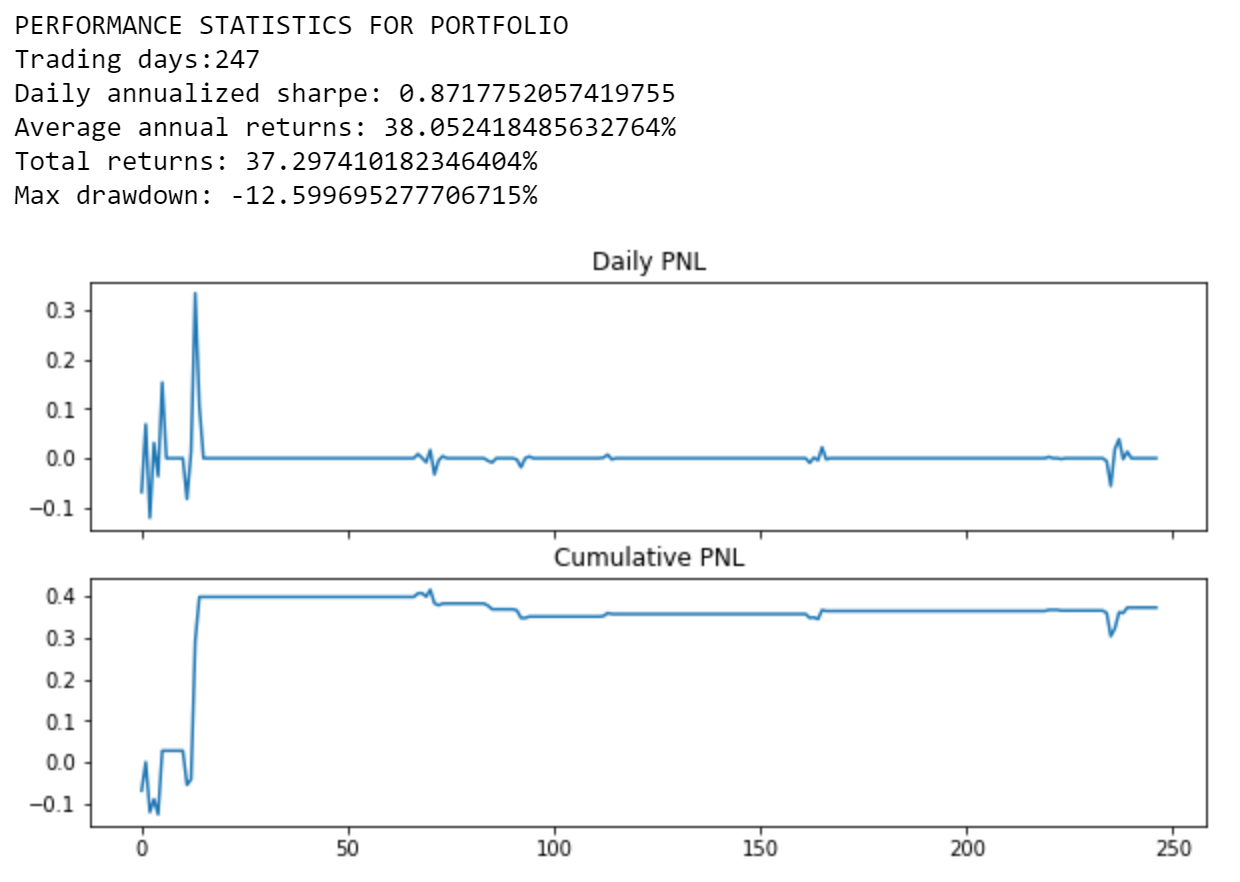 PERFORMANCE STATISTICS FOR PORTFOLIO
Trading days:247
Daily annualized sharpe: 0.8717752057419755
Average annual returns: 38.052418485632764%
Total returns: 37.297410182346404%
Max drawdown: -12.599695277706715%
Daily PNL
0.3
0.2
0.1
0.0
−0.1
Cumulative PNL
0.4
0.3
0.2
0.1
0.0
−0.1
0 50 100 150 200 250